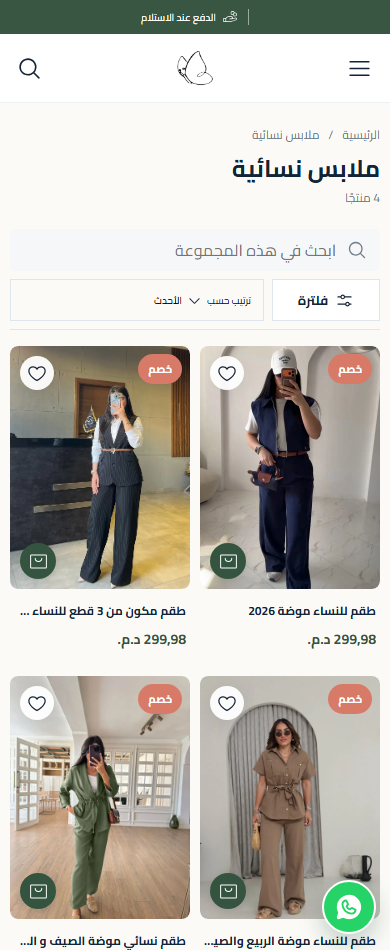 الدفع عند الاستلام
الرئيسية / ملابس نسائية
ملابس نسائية
4 منتجًا
ابحث في هذه المجموعة
فلترة
ترتيب حسب الأحدث
خصم
خصم
طقم للنساء موضة 2026
299,98 د.م.
طقم مكون من 3 قطع للنساء ...
299,98 د.م.
خصم
خصم
طقم نسائي موضة الربيع والصي...
طقم نسائي موضة الصيف و ال...